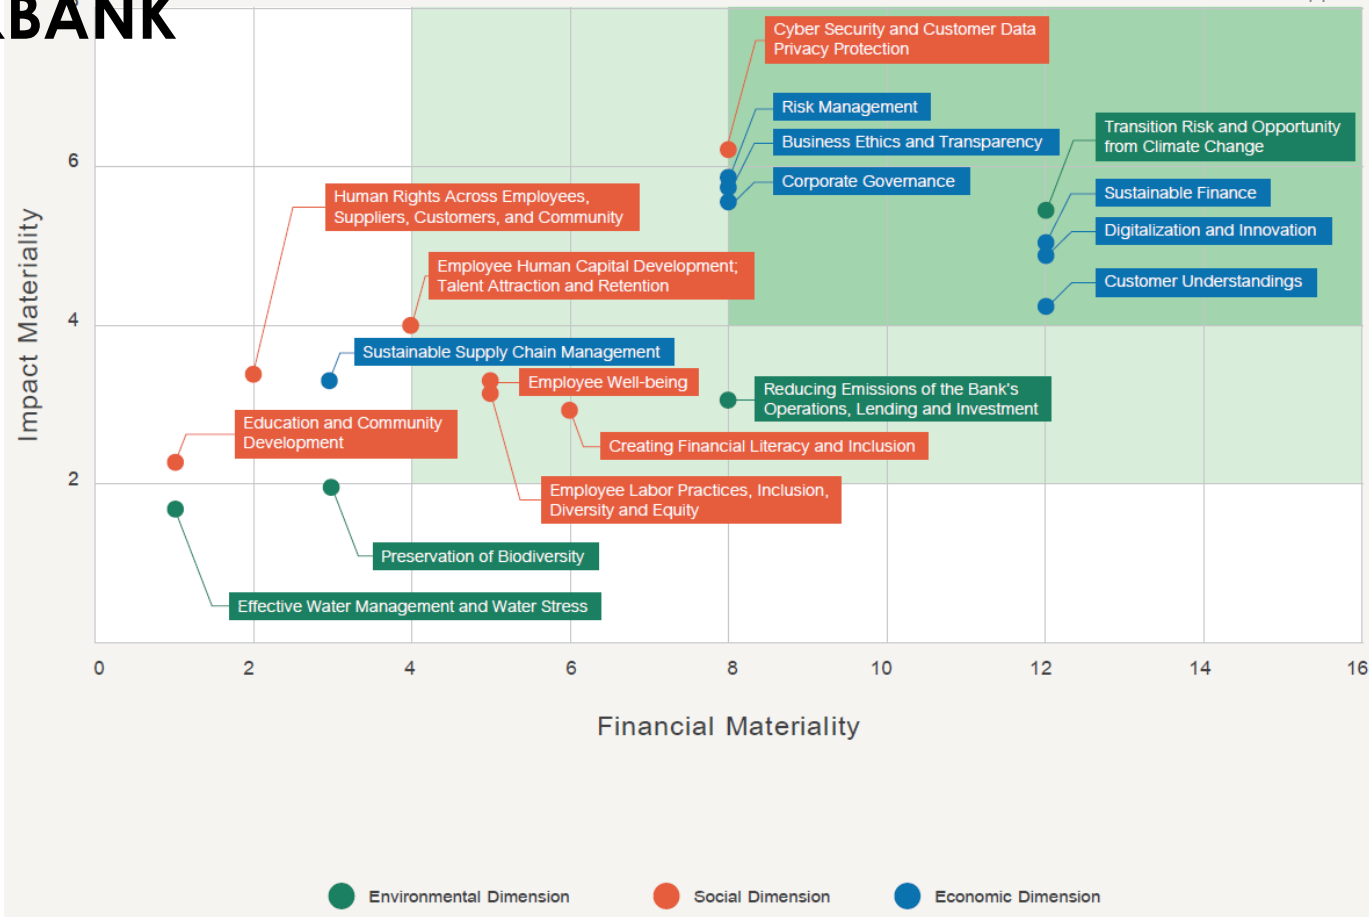 BANK
Cyber Security and Customer Data
Privacy Protection
Risk Management
Business Ethics and Transparency
Corporate Governance
Transition Risk and Opportunity
from Climate Change
Sustainable Finance
Digitalization and Innovation
Customer Understandings
Human Rights Across Employees,
Suppliers, Customers, and Community
Employee Human Capital Development;
Talent Attraction and Retention
Sustainable Supply Chain Management
Employee Well-being
Reducing Emissions of the Bank's
Operations, Lending and Investment
Education and Community
Development
Creating Financial Literacy and Inclusion
Employee Labor Practices, Inclusion,
Diversity and Equity
Preservation of Biodiversity
Effective Water Management and Water Stress
Impact Materiality
6
4
2
0 2 4 6 8 10 12 14 16
Financial Materiality
Environmental Dimension
Social Dimension
Economic Dimension